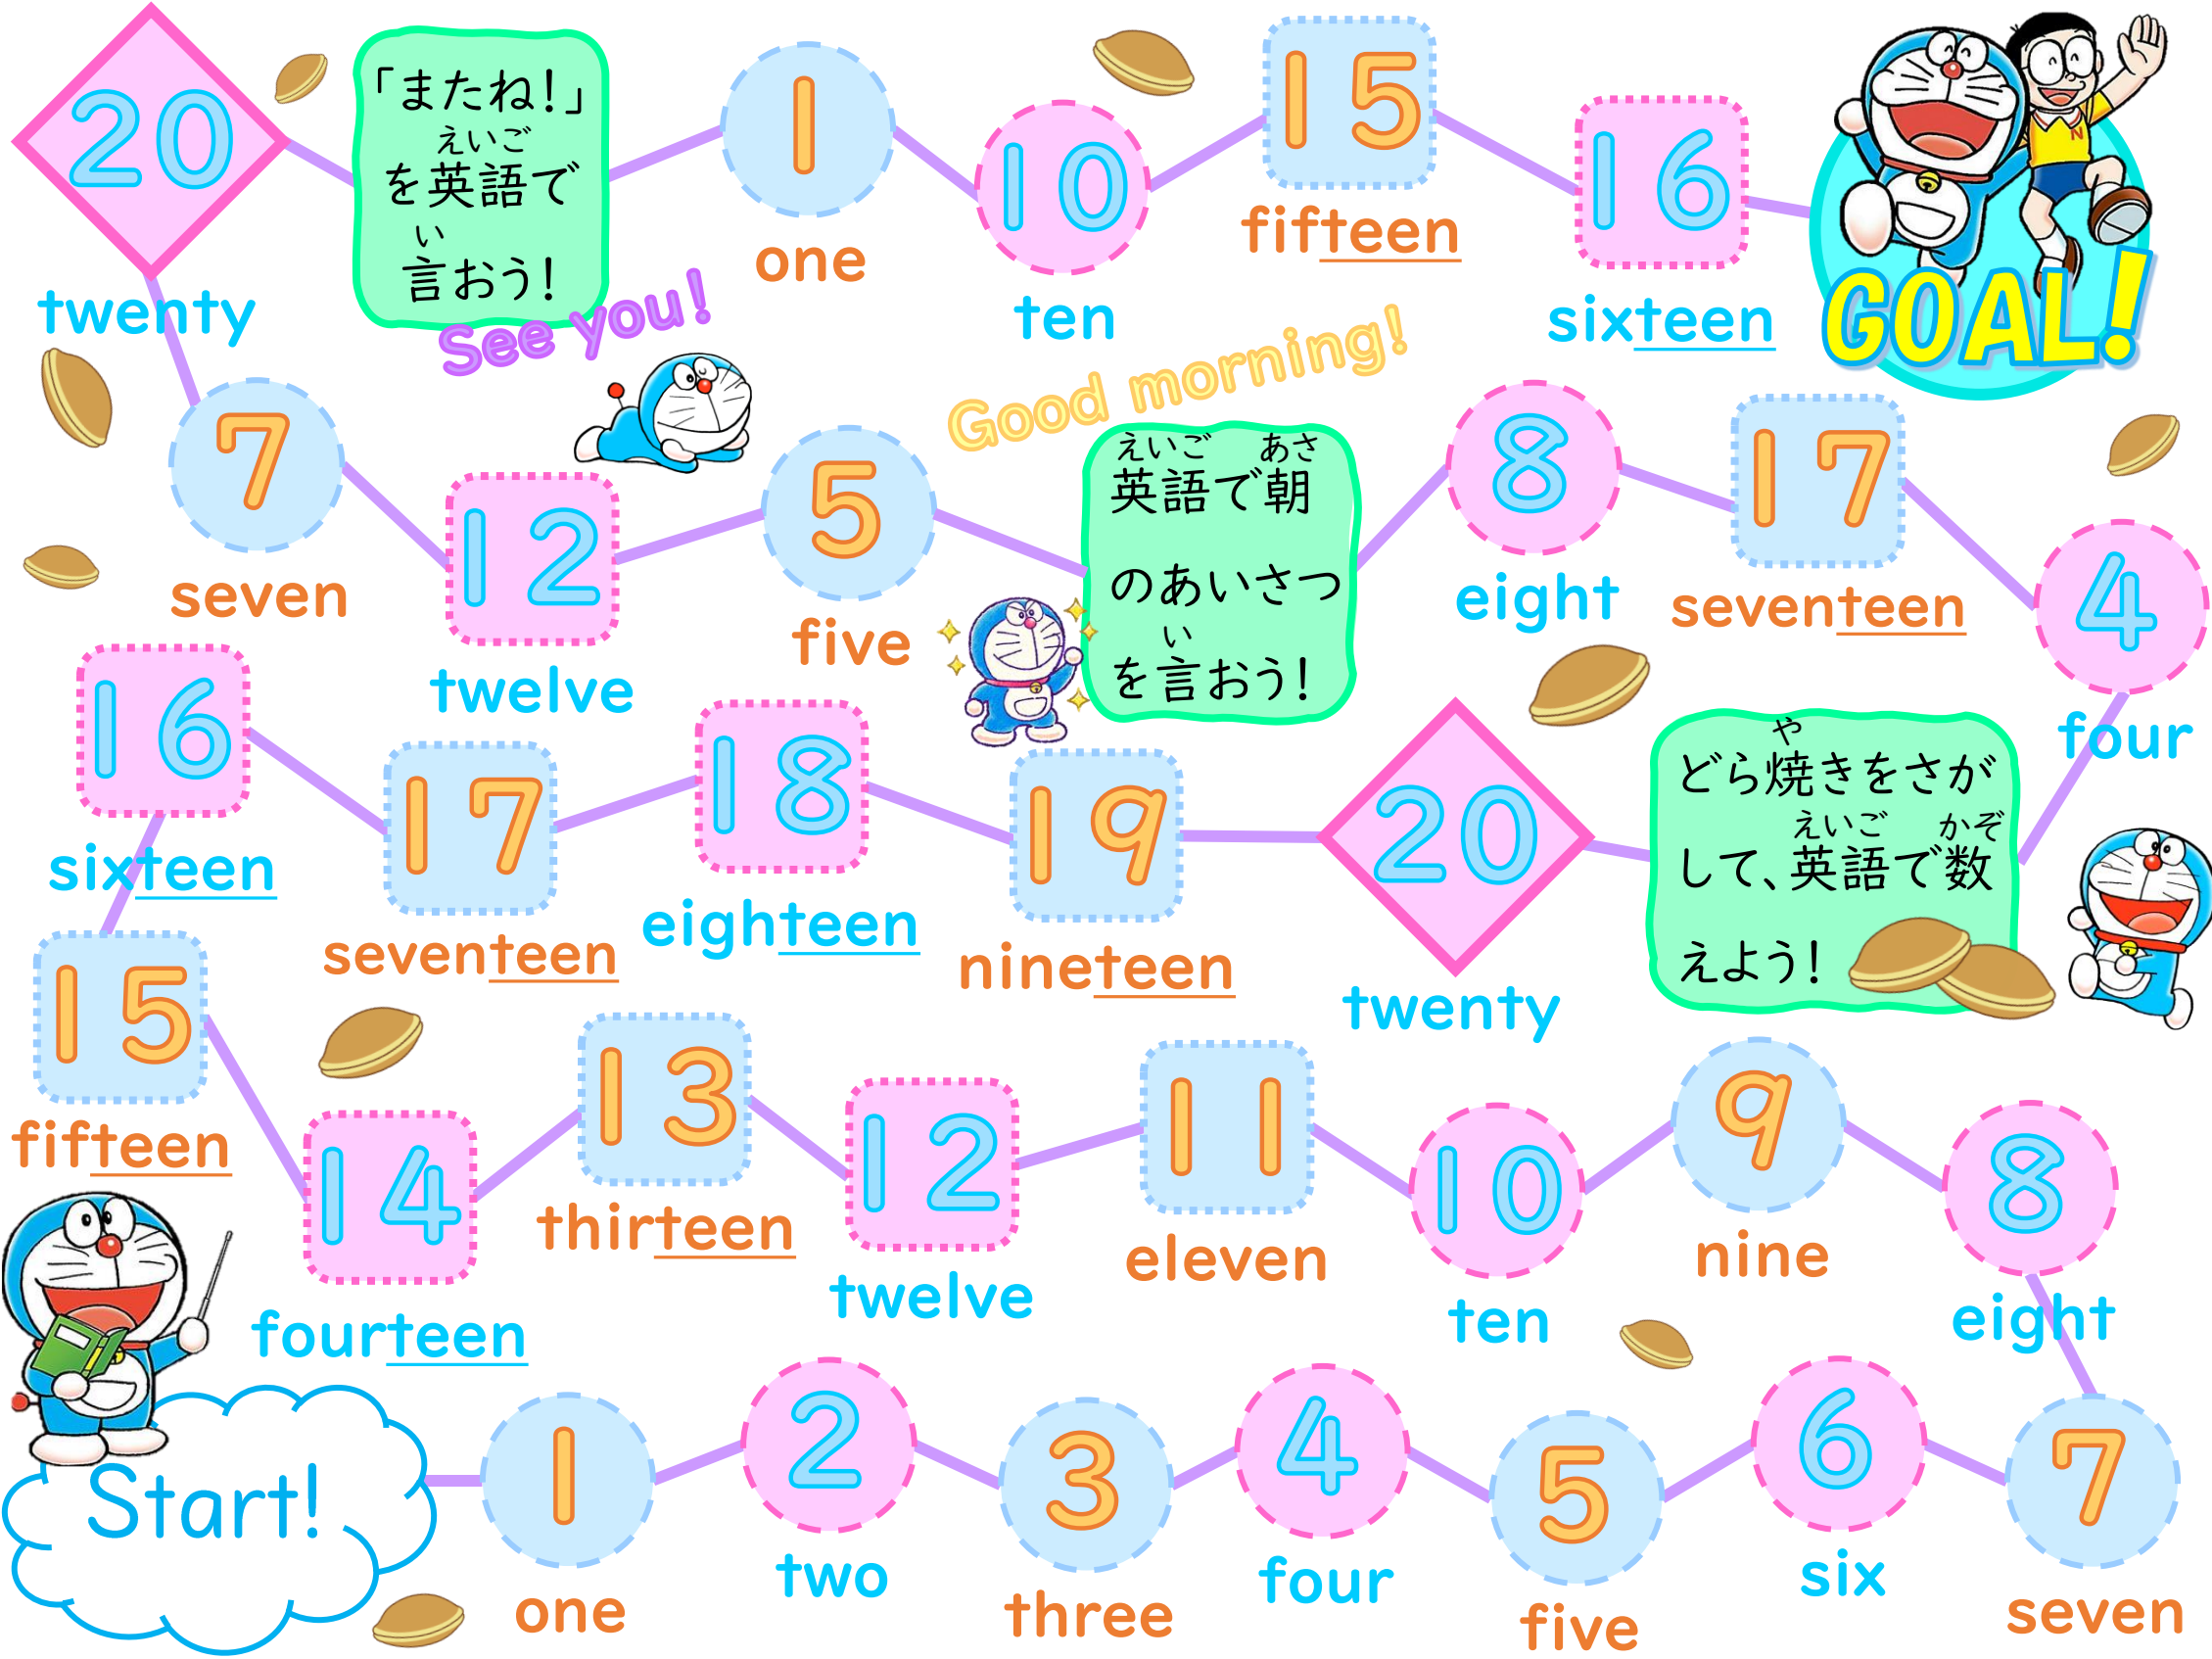 20
twenty
「またね!」
えいご
を英語で
い
言おう!
See you!
1
one
10
ten
15
fifteen
16
sixteen
GOAL!
7
seven
12
twelve
5
five
Good morning!
えいご あさ
英語で朝
のあいさつ
い
を言おう!
8
eight
17
seventeen
4
four
16
sixteen
17
seventeen
18
eighteen
19
nineteen
20
twenty
や
どら焼きをさが
えいご かぞ
して、英語で数
えよう!
15
fifteen
14
fourteen
13
thirteen
12
twelve
11
eleven
10
ten
9
nine
8
eight
Start!
1
one
2
two
3
three
4
four
5
five
6
six
7
seven
N